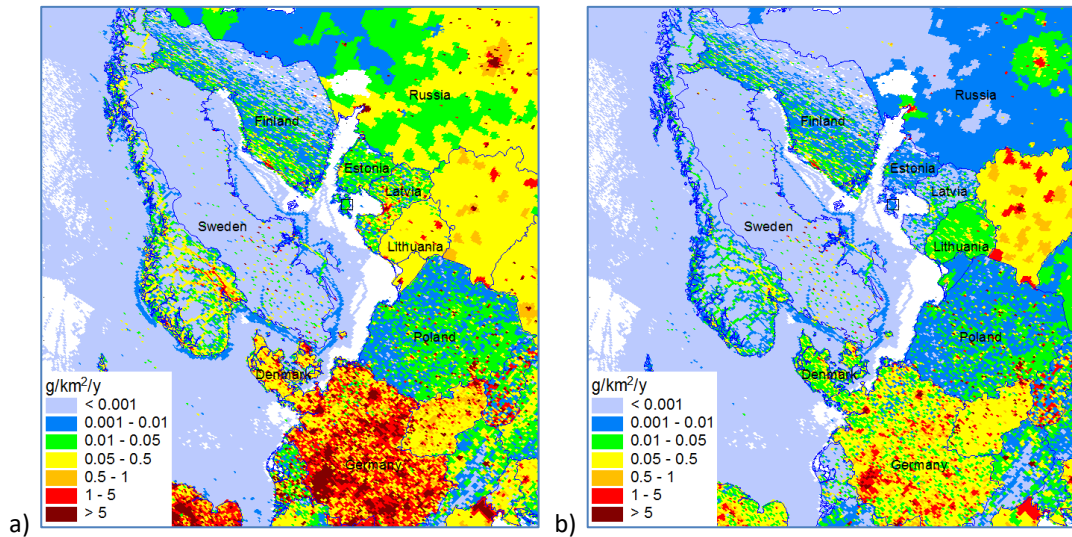 Russia
Finland
Estonia
Latvia
Sweden
Lithuania
Poland
Denmark
Germany
g/km²/y
< 0.001
0.001 - 0.01
0.01 - 0.05
0.05 - 0.5
0.5 - 1
1 - 5
> 5
a)
Russia
Finland
Estonia
Latvia
Sweden
Lithuania
Poland
Denmark
Germany
g/km²/y
< 0.001
0.001 - 0.01
0.01 - 0.05
0.05 - 0.5
0.5 - 1
1 - 5
> 5
b)